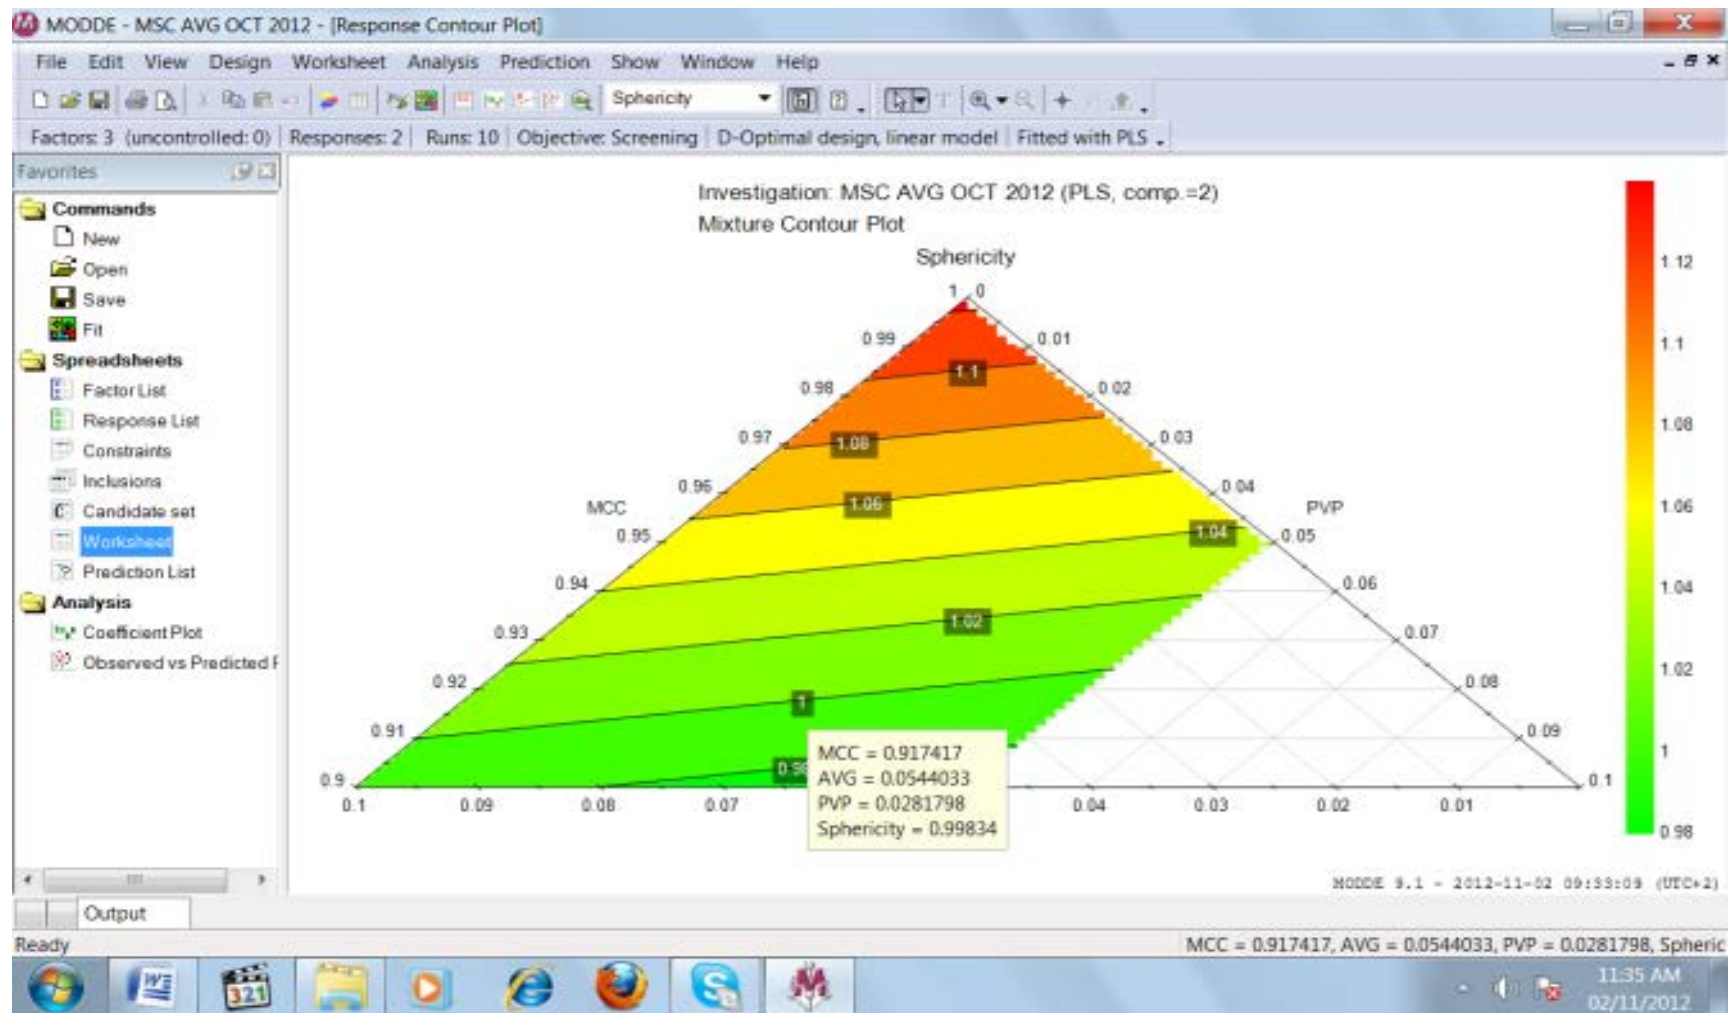 MODDE - MSC AVG OCT 2012 - [Response Contour Plot]
File Edit View Design Worksheet Analysis Prediction Show Window Help
Sphericity
Factors: 3 (uncontrolled: 0) Responses: 2 Runs: 10 Objective: Screening D-Optimal design, linear model Fitted with PLS
Favorites
Commands
New
Open
Save
Fit
Spreadsheets
Factor List
Response List
Constraints
Inclusions
Candidate set
Worksheet
Prediction List
Analysis
Coefficient Plot
Observed vs Predicted
Investigation: MSC AVG OCT 2012 (PLS, comp.=2)
Mixture Contour Plot
Sphericity
1 0
0.99 0.01
1.1
0.98 0.02
0.97 1.08 0.03
0.96 0.04
MCC 1.06 PVP
0.95 1.04 0.05
0.94 0.06
0.93 1.02 0.07
0.92 0.08
1
0.91 0.09
0.9 0.1
0.1 0.09 0.08 0.07 0.04 0.03 0.02 0.01
MCC = 0.917417
AVG = 0.0544033
PVP = 0.0281798
Sphericity = 0.99834
1.12
1.1
1.08
1.06
1.04
1.02
1
0.98
MODDE 9.1 - 2012-11-02 09:33:09 (UTC+2)
Output
Ready
MCC = 0.917417, AVG = 0.0544033, PVP = 0.0281798, Spheric
321
11:35 AM
02/11/2012